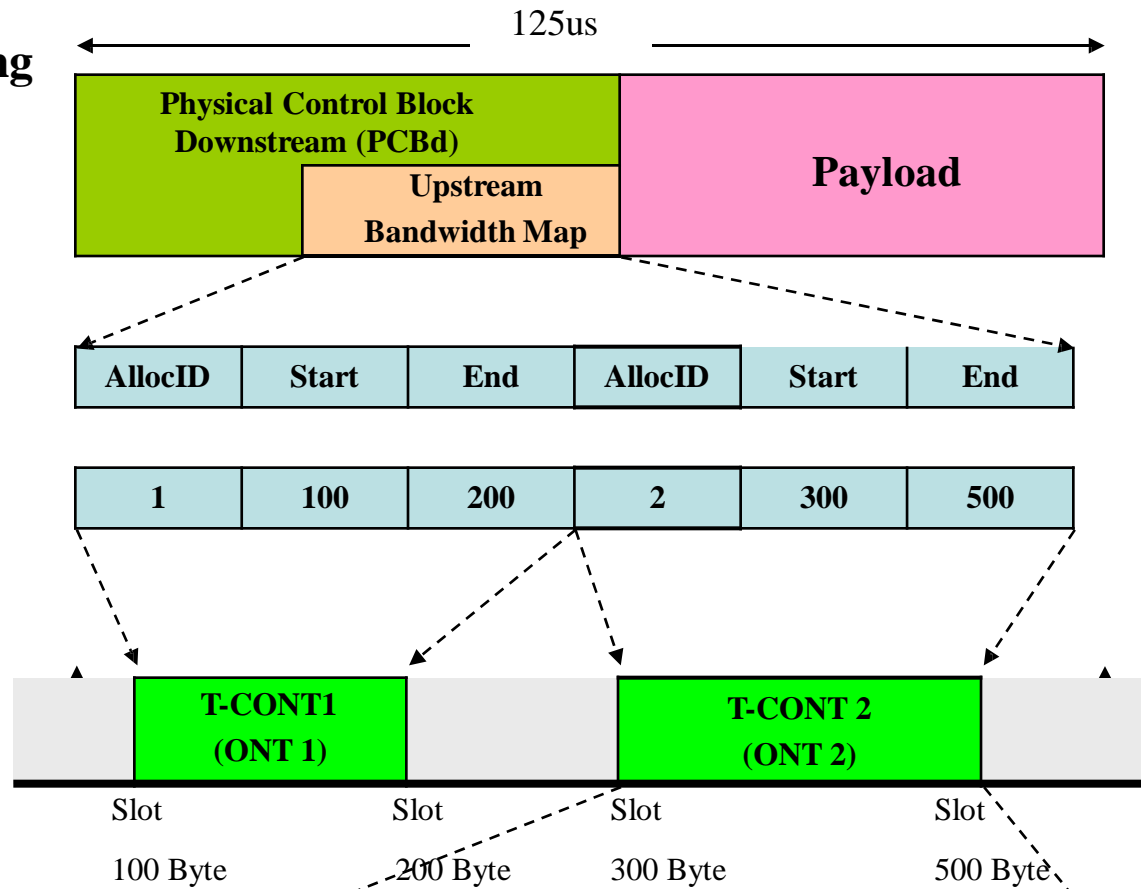 125us
Physical Control Block
Downstream (PCBd)
Upstream
Bandwidth Map
Payload
AllocID Start End AllocID Start End
1 100 200 2 300 500
T-CONT1
(ONT 1)
T-CONT 2
(ONT 2)
Slot Slot Slot Slot
100 Byte 200 Byte 300 Byte 500 Byte